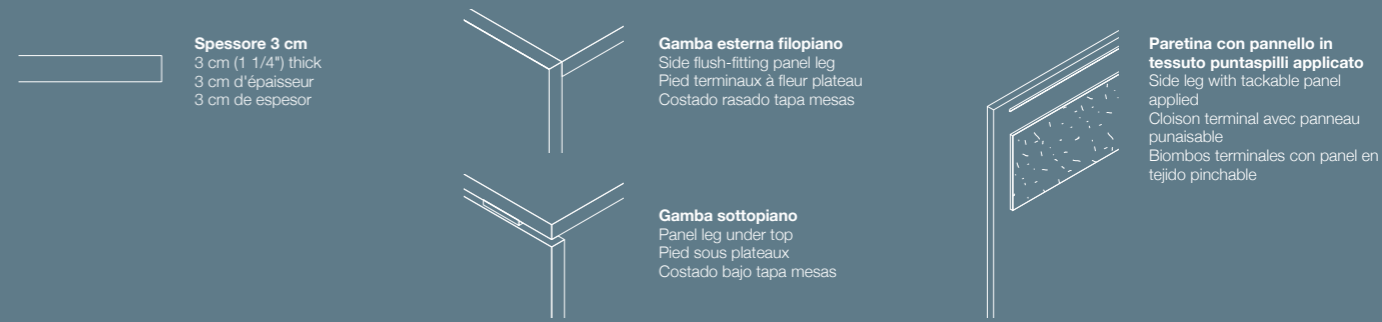 Spessore 3 cm
3 cm (1 1/4") thick
3 cm d'épaisseur
3 cm de espesor
Gamba esterna filopiano
Side flush-fitting panel leg
Pied terminaux à fleur plateau
Costado rasado tapa mesas
Gamba sottopiano
Panel leg under top
Pied sous plateaux
Costado bajo tapa mesas
Paretina con pannello in
tessuto puntaspilli applicato
Side leg with tackable panel
applied
Cloison terminal avec panneau
punaisable
Biombos terminales con panel en
tejido pinchable